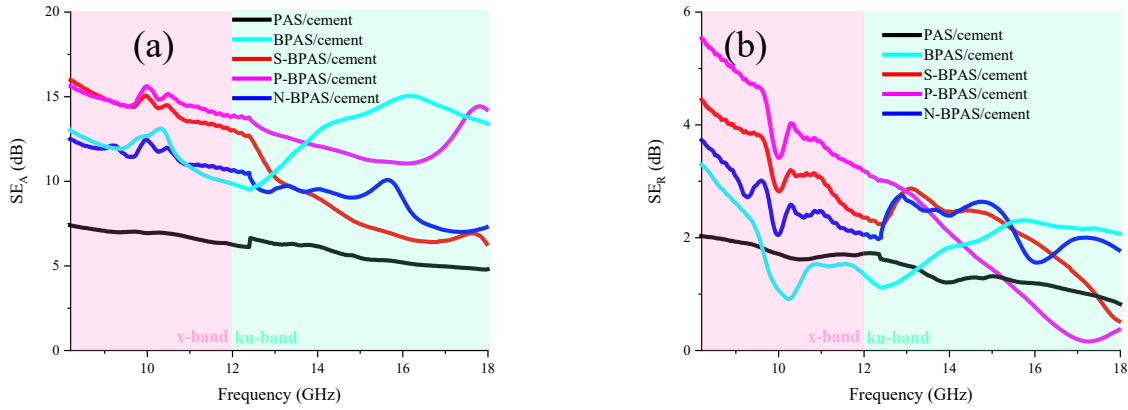 (a)
PAS/cement
BPAS/cement
S-BPAS/cement
P-BPAS/cement
N-BPAS/cement
20
15
10
5
0
SE_A (dB)
x-band
ku-band
10
12
14
16
18
Frequency (GHz)
(b)
PAS/cement
BPAS/cement
S-BPAS/cement
P-BPAS/cement
N-BPAS/cement
6
4
2
0
SE_R (dB)
x-band
ku-band
10
12
14
16
18
Frequency (GHz)